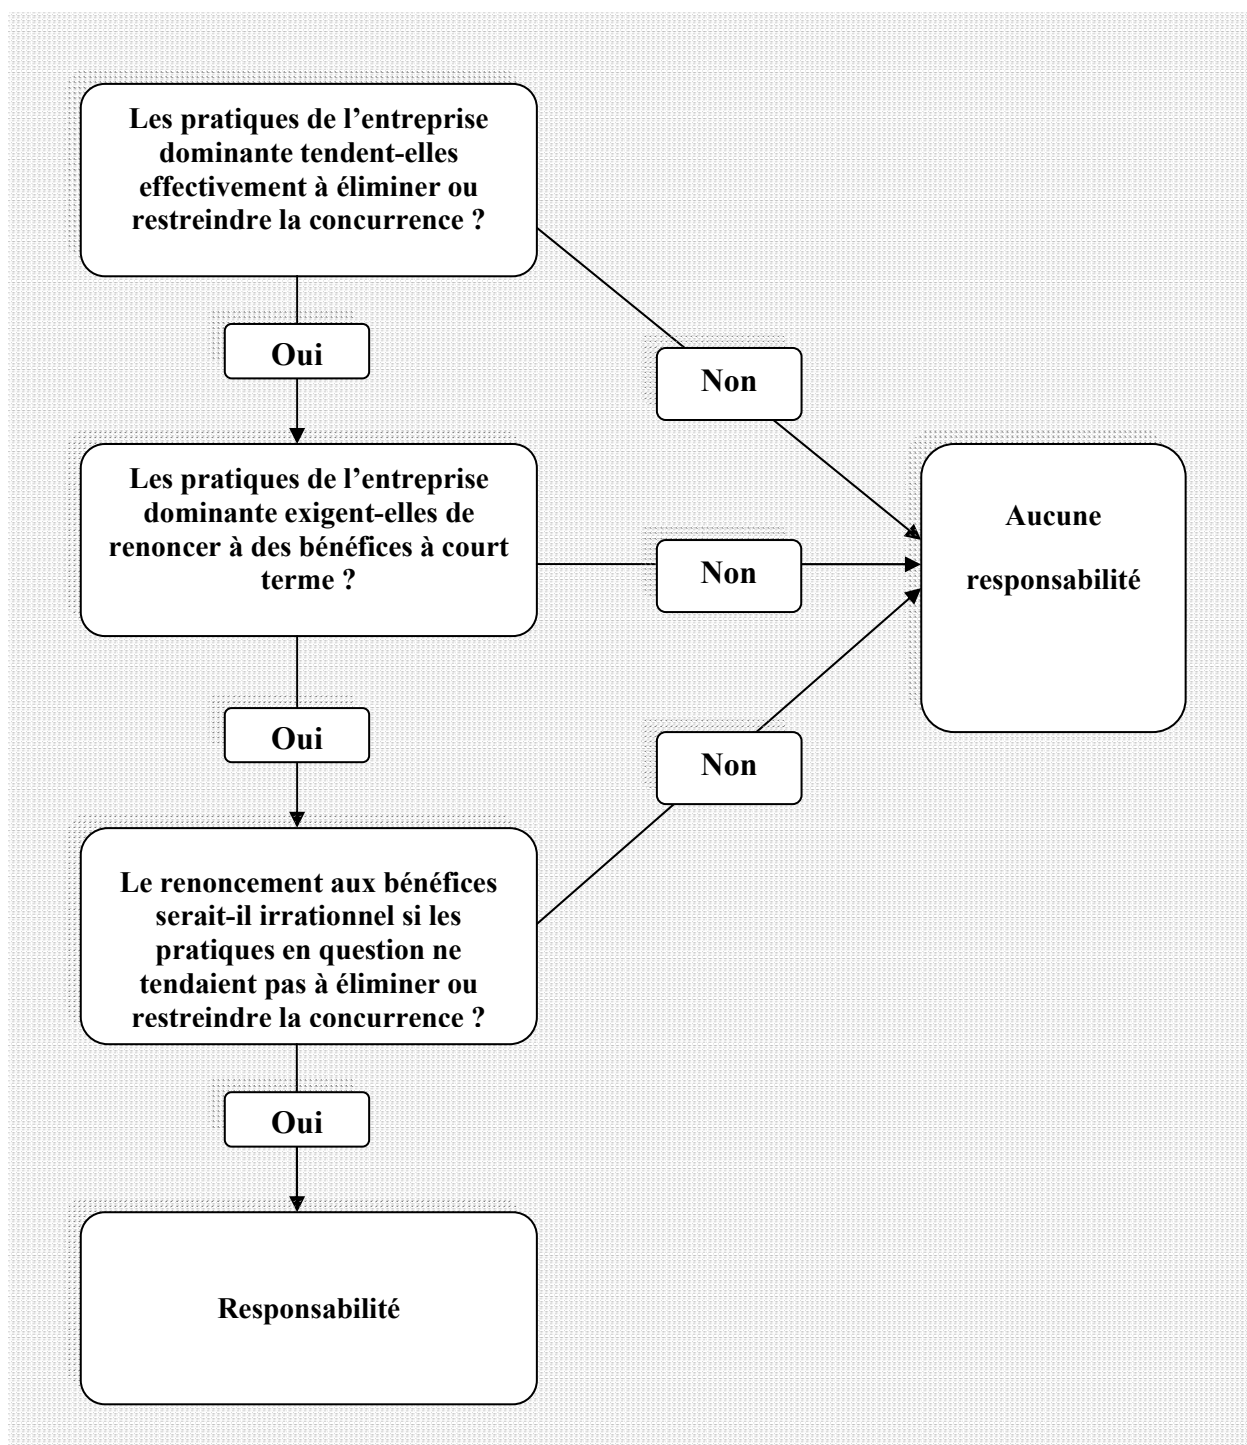 Les pratiques de l’entreprise
dominante tendent-elles
effectivement à éliminer ou
restreindre la concurrence ?
Oui
Non
Les pratiques de l’entreprise
dominante exigent-elles de
renoncer à des bénéfices à court
terme ?
Non
Aucune
responsabilité
Oui
Non
Le renoncement aux bénéfices
serait-il irrationnel si les
pratiques en question ne
tendaient pas à éliminer ou
restreindre la concurrence ?
Oui
Responsabilité